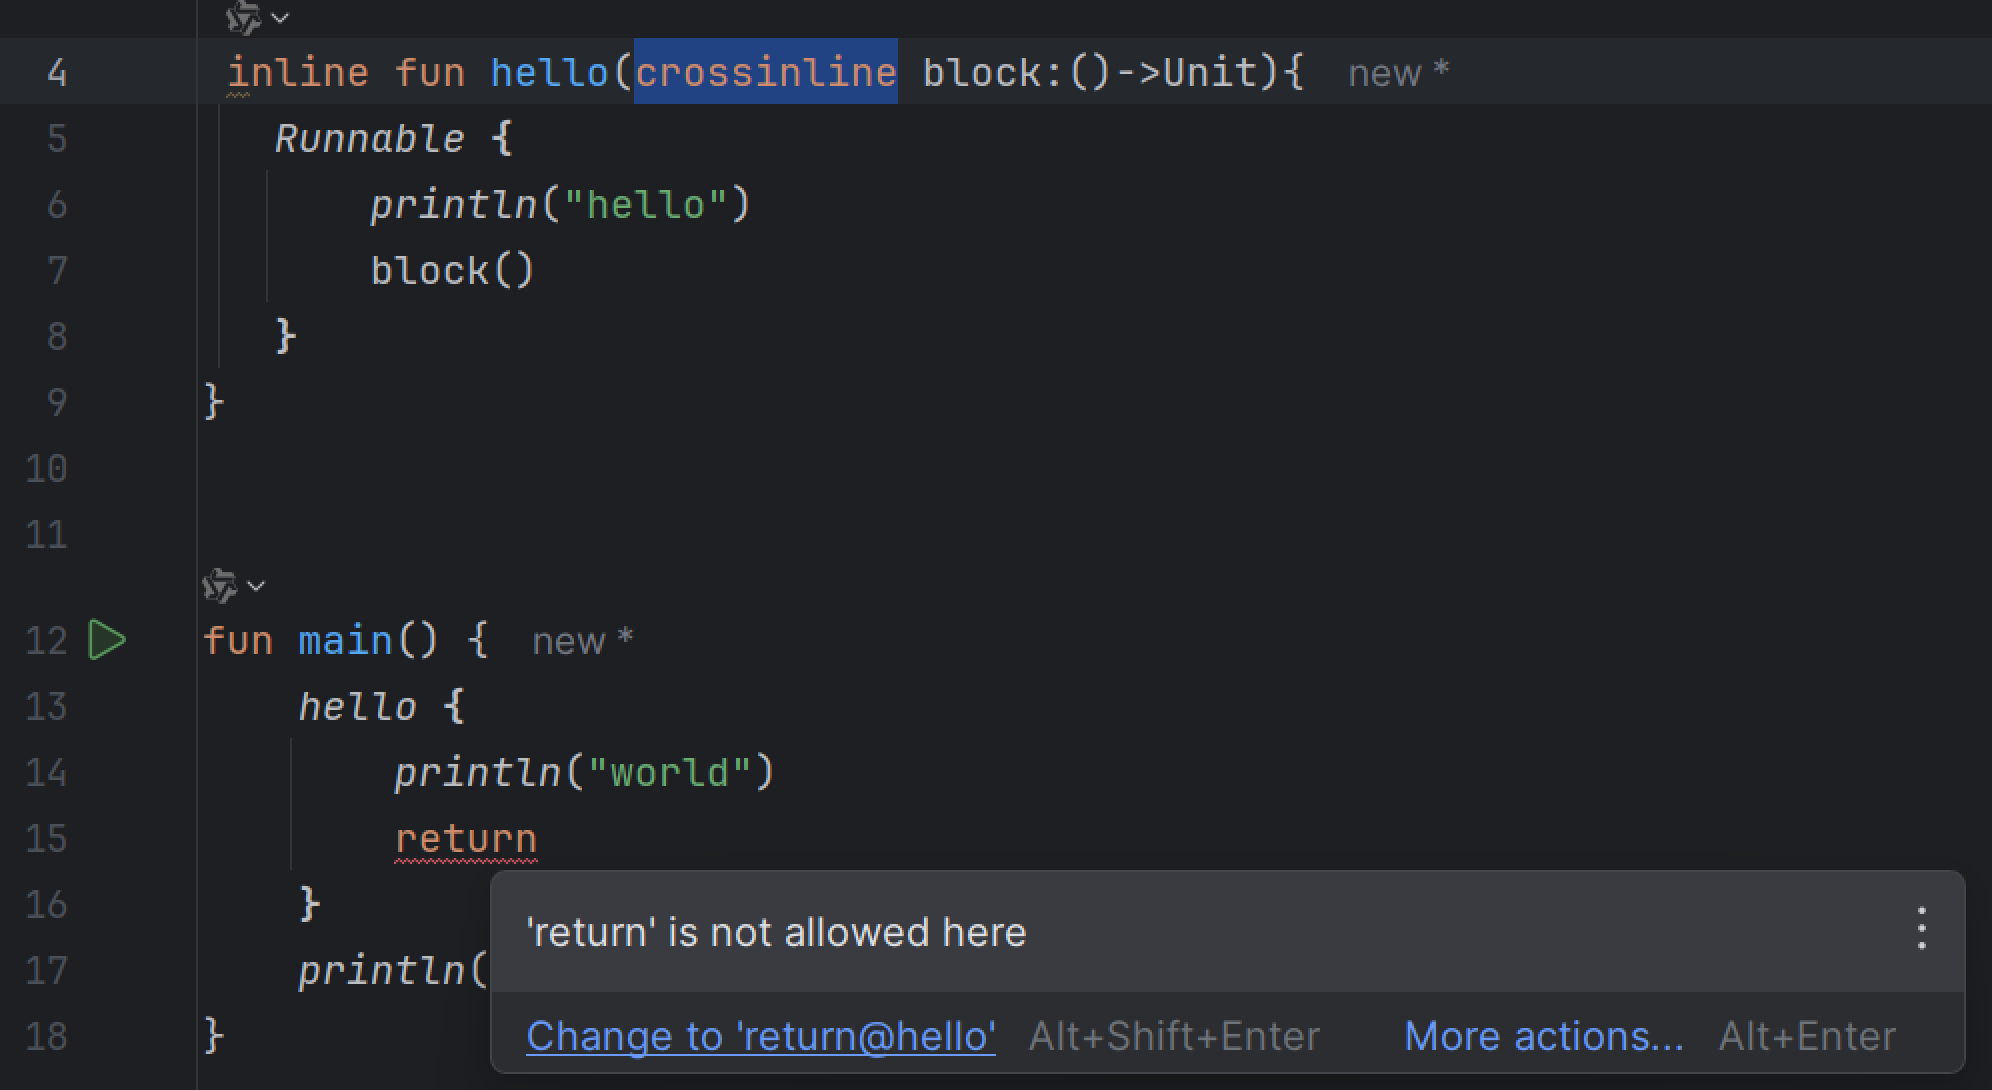 4 inline fun hello(crossinline block:()->Unit){ new *
5 Runnable {
6 println("hello")
7 block()
8 }
9 }
10
11
12 fun main() { new *
13 hello {
14 println("world")
15 return
16 }
'return' is not allowed here
17 println(
18 }
Change to 'return@hello' Alt+Shift+Enter More actions... Alt+Enter